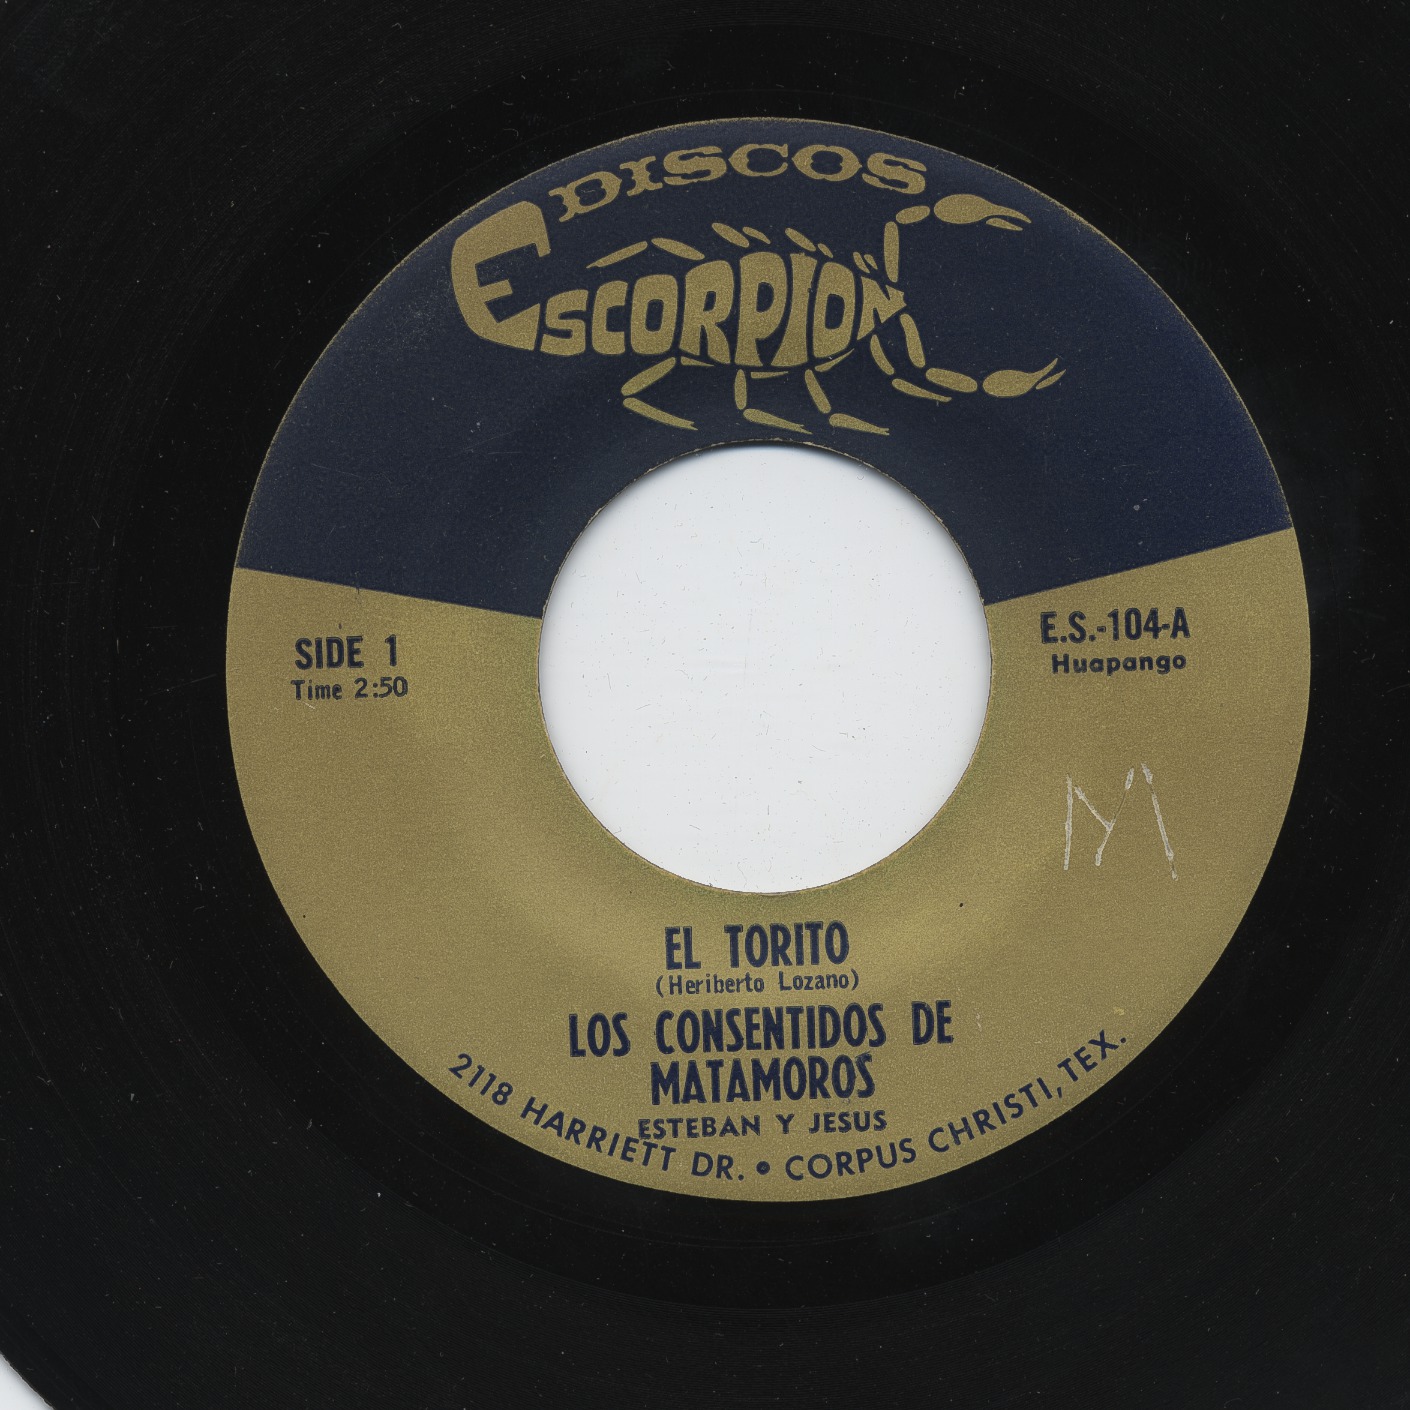 DISCOS
ESCORPION
SIDE 1
Time 2:50
E.S.-104-A
Huapango
M
EL TORITO
(Heriberto Lozano)
LOS CONSENTIDOS DE
MATAMOROS
ESTEBAN Y JESUS
2118 HARRIETT DR. • CORPUS CHRISTI, TEX.